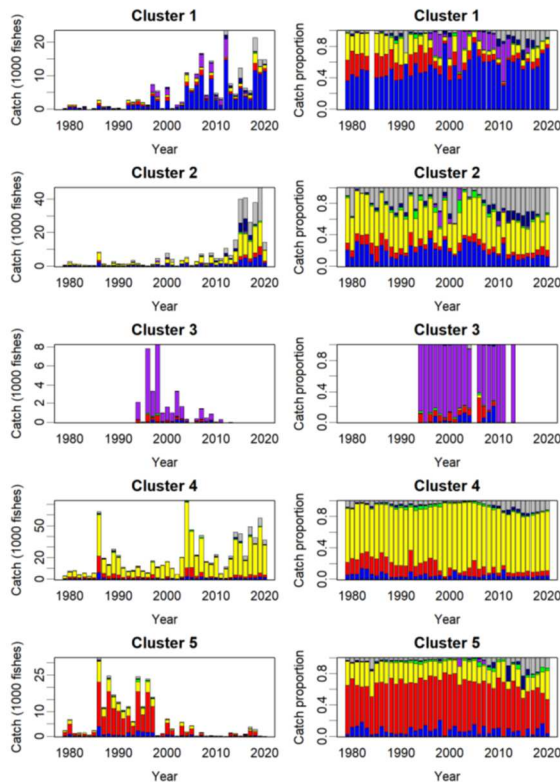 Cluster 1 Cluster 1
Catch (1000 fishes) 0 10 20 Catch proportion 0.0 0.4 0.8
1980 1990 2000 2010 2020 1980 1990 2000 2010 2020
Year Year
Cluster 2 Cluster 2
Catch (1000 fishes) 0 20 40 Catch proportion 0.0 0.4 0.8
1980 1990 2000 2010 2020 1980 1990 2000 2010 2020
Year Year
Cluster 3 Cluster 3
Catch (1000 fishes) 0 2 4 6 8 Catch proportion 0.0 0.4 0.8
1980 1990 2000 2010 2020 1980 1990 2000 2010 2020
Year Year
Cluster 4 Cluster 4
Catch (1000 fishes) 0 20 50 Catch proportion 0.0 0.4 0.8
1980 1990 2000 2010 2020 1980 1990 2000 2010 2020
Year Year
Cluster 5 Cluster 5
Catch (1000 fishes) 0 10 25 Catch proportion 0.0 0.4 0.8
1980 1990 2000 2010 2020 1980 1990 2000 2010 2020
Year Year